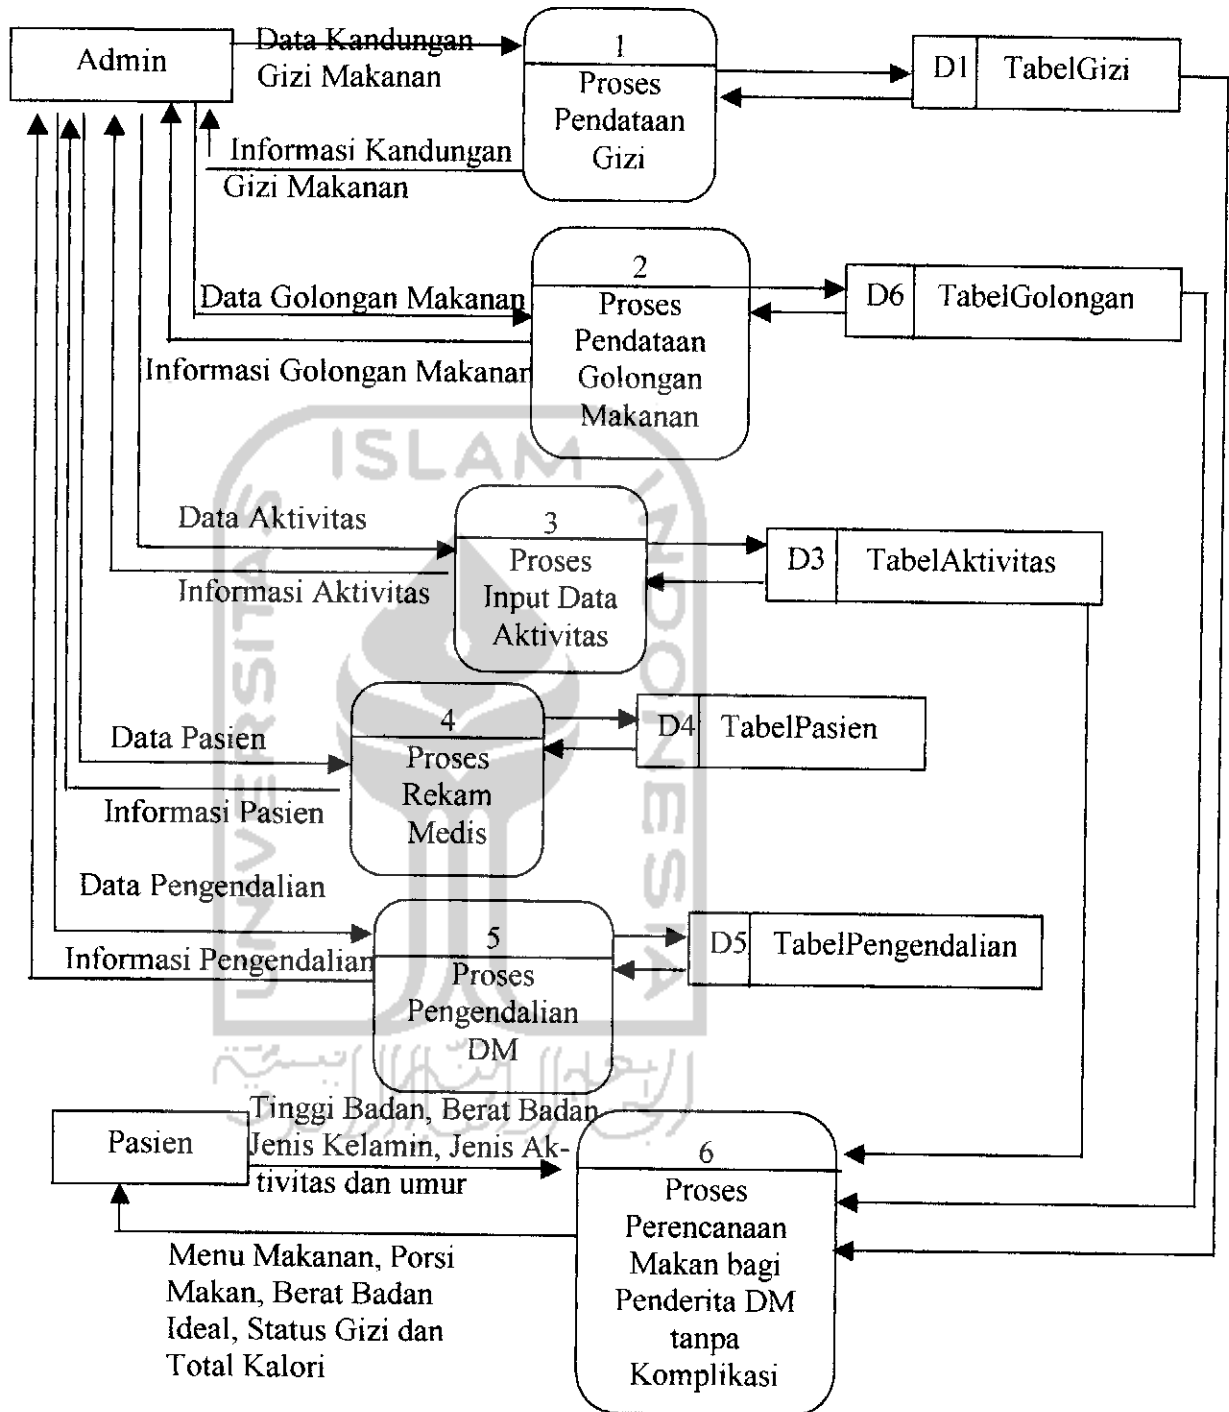 Admin
Data Kandungan
Gizi Makanan
1
Proses
Pendataan
Gizi
D1 TabelGizi
Informasi Kandungan
Gizi Makanan
2
Proses
Pendataan
Golongan
Makanan
D6 TabelGolongan
Data Golongan Makanan
Informasi Golongan Makanan
ISLAM
UNIVERSITAS
INDONESIA
Data Aktivitas
Informasi Aktivitas
3
Proses
Input Data
Aktivitas
D3 TabelAktivitas
Data Pasien
Informasi Pasien
4
Proses
Rekam
Medis
D4 TabelPasien
Data Pengendalian
Informasi Pengendalian
5
Proses
Pengendalian
DM
D5 TabelPengendalian
Pasien
Tinggi Badan, Berat Badan
Jenis Kelamin, Jenis Ak-
tivitas dan umur
6
Proses
Perencanaan
Makan bagi
Penderita DM
tanpa
Komplikasi
Menu Makanan, Porsi
Makan, Berat Badan
Ideal, Status Gizi dan
Total Kalori